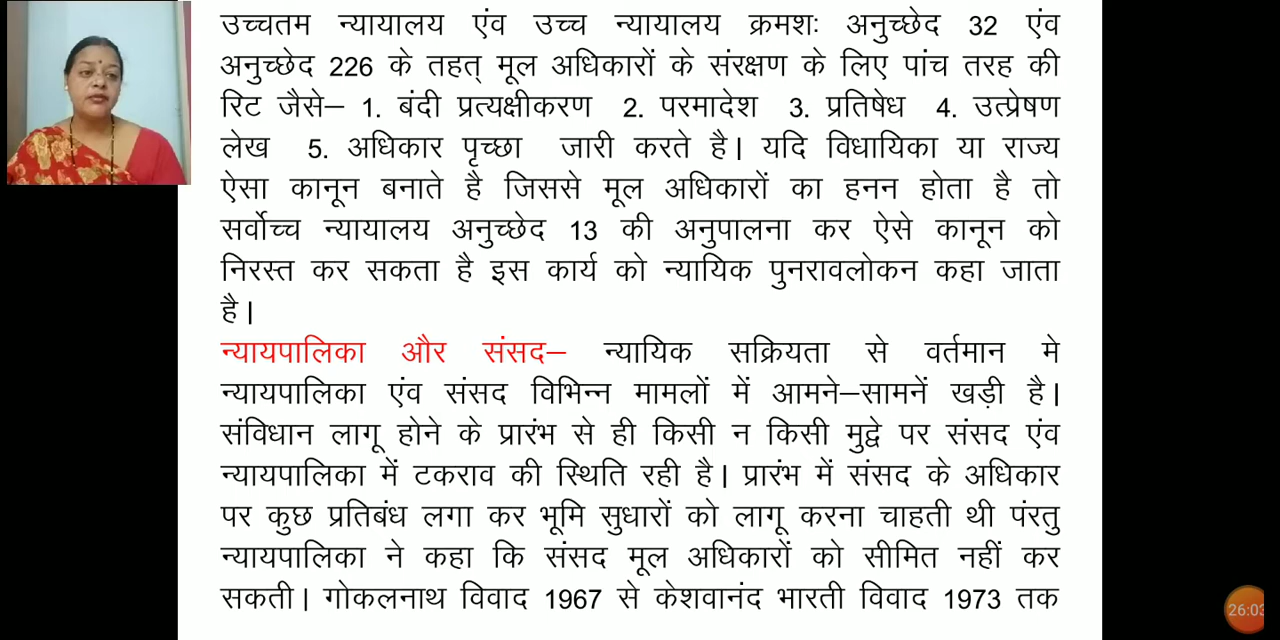 उच्चतम न्यायालय एंव उच्च न्यायालय क्रमशः अनुच्छेद 32 एंव
अनुच्छेद 226 के तहत् मूल अधिकारों के संरक्षण के लिए पांच तरह की
रिट जैसे– 1. बंदी प्रत्यक्षीकरण 2. परमादेश 3. प्रतिषेध 4. उत्प्रेषण
लेख 5. अधिकार पृच्छा जारी करते है। यदि विधायिका या राज्य
ऐसा कानून बनाते है जिससे मूल अधिकारों का हनन होता है तो
सर्वोच्च न्यायालय अनुच्छेद 13 की अनुपालना कर ऐसे कानून को
निरस्त कर सकता है इस कार्य को न्यायिक पुनरावलोकन कहा जाता
है।
न्यायपालिका और संसद– न्यायिक सक्रियता से वर्तमान मे
न्यायपालिका एंव संसद विभिन्न मामलों में आमने–सामनें खड़ी है।
संविधान लागू होने के प्रारंभ से ही किसी न किसी मुद्वे पर संसद एंव
न्यायपालिका में टकराव की स्थिति रही है। प्रारंभ में संसद के अधिकार
पर कुछ प्रतिबंध लगा कर भूमि सुधारों को लागू करना चाहती थी पंरतु
न्यायपालिका ने कहा कि संसद मूल अधिकारों को सीमित नहीं कर
सकती। गोकलनाथ विवाद 1967 से केशवानंद भारती विवाद 1973 तक
26:03